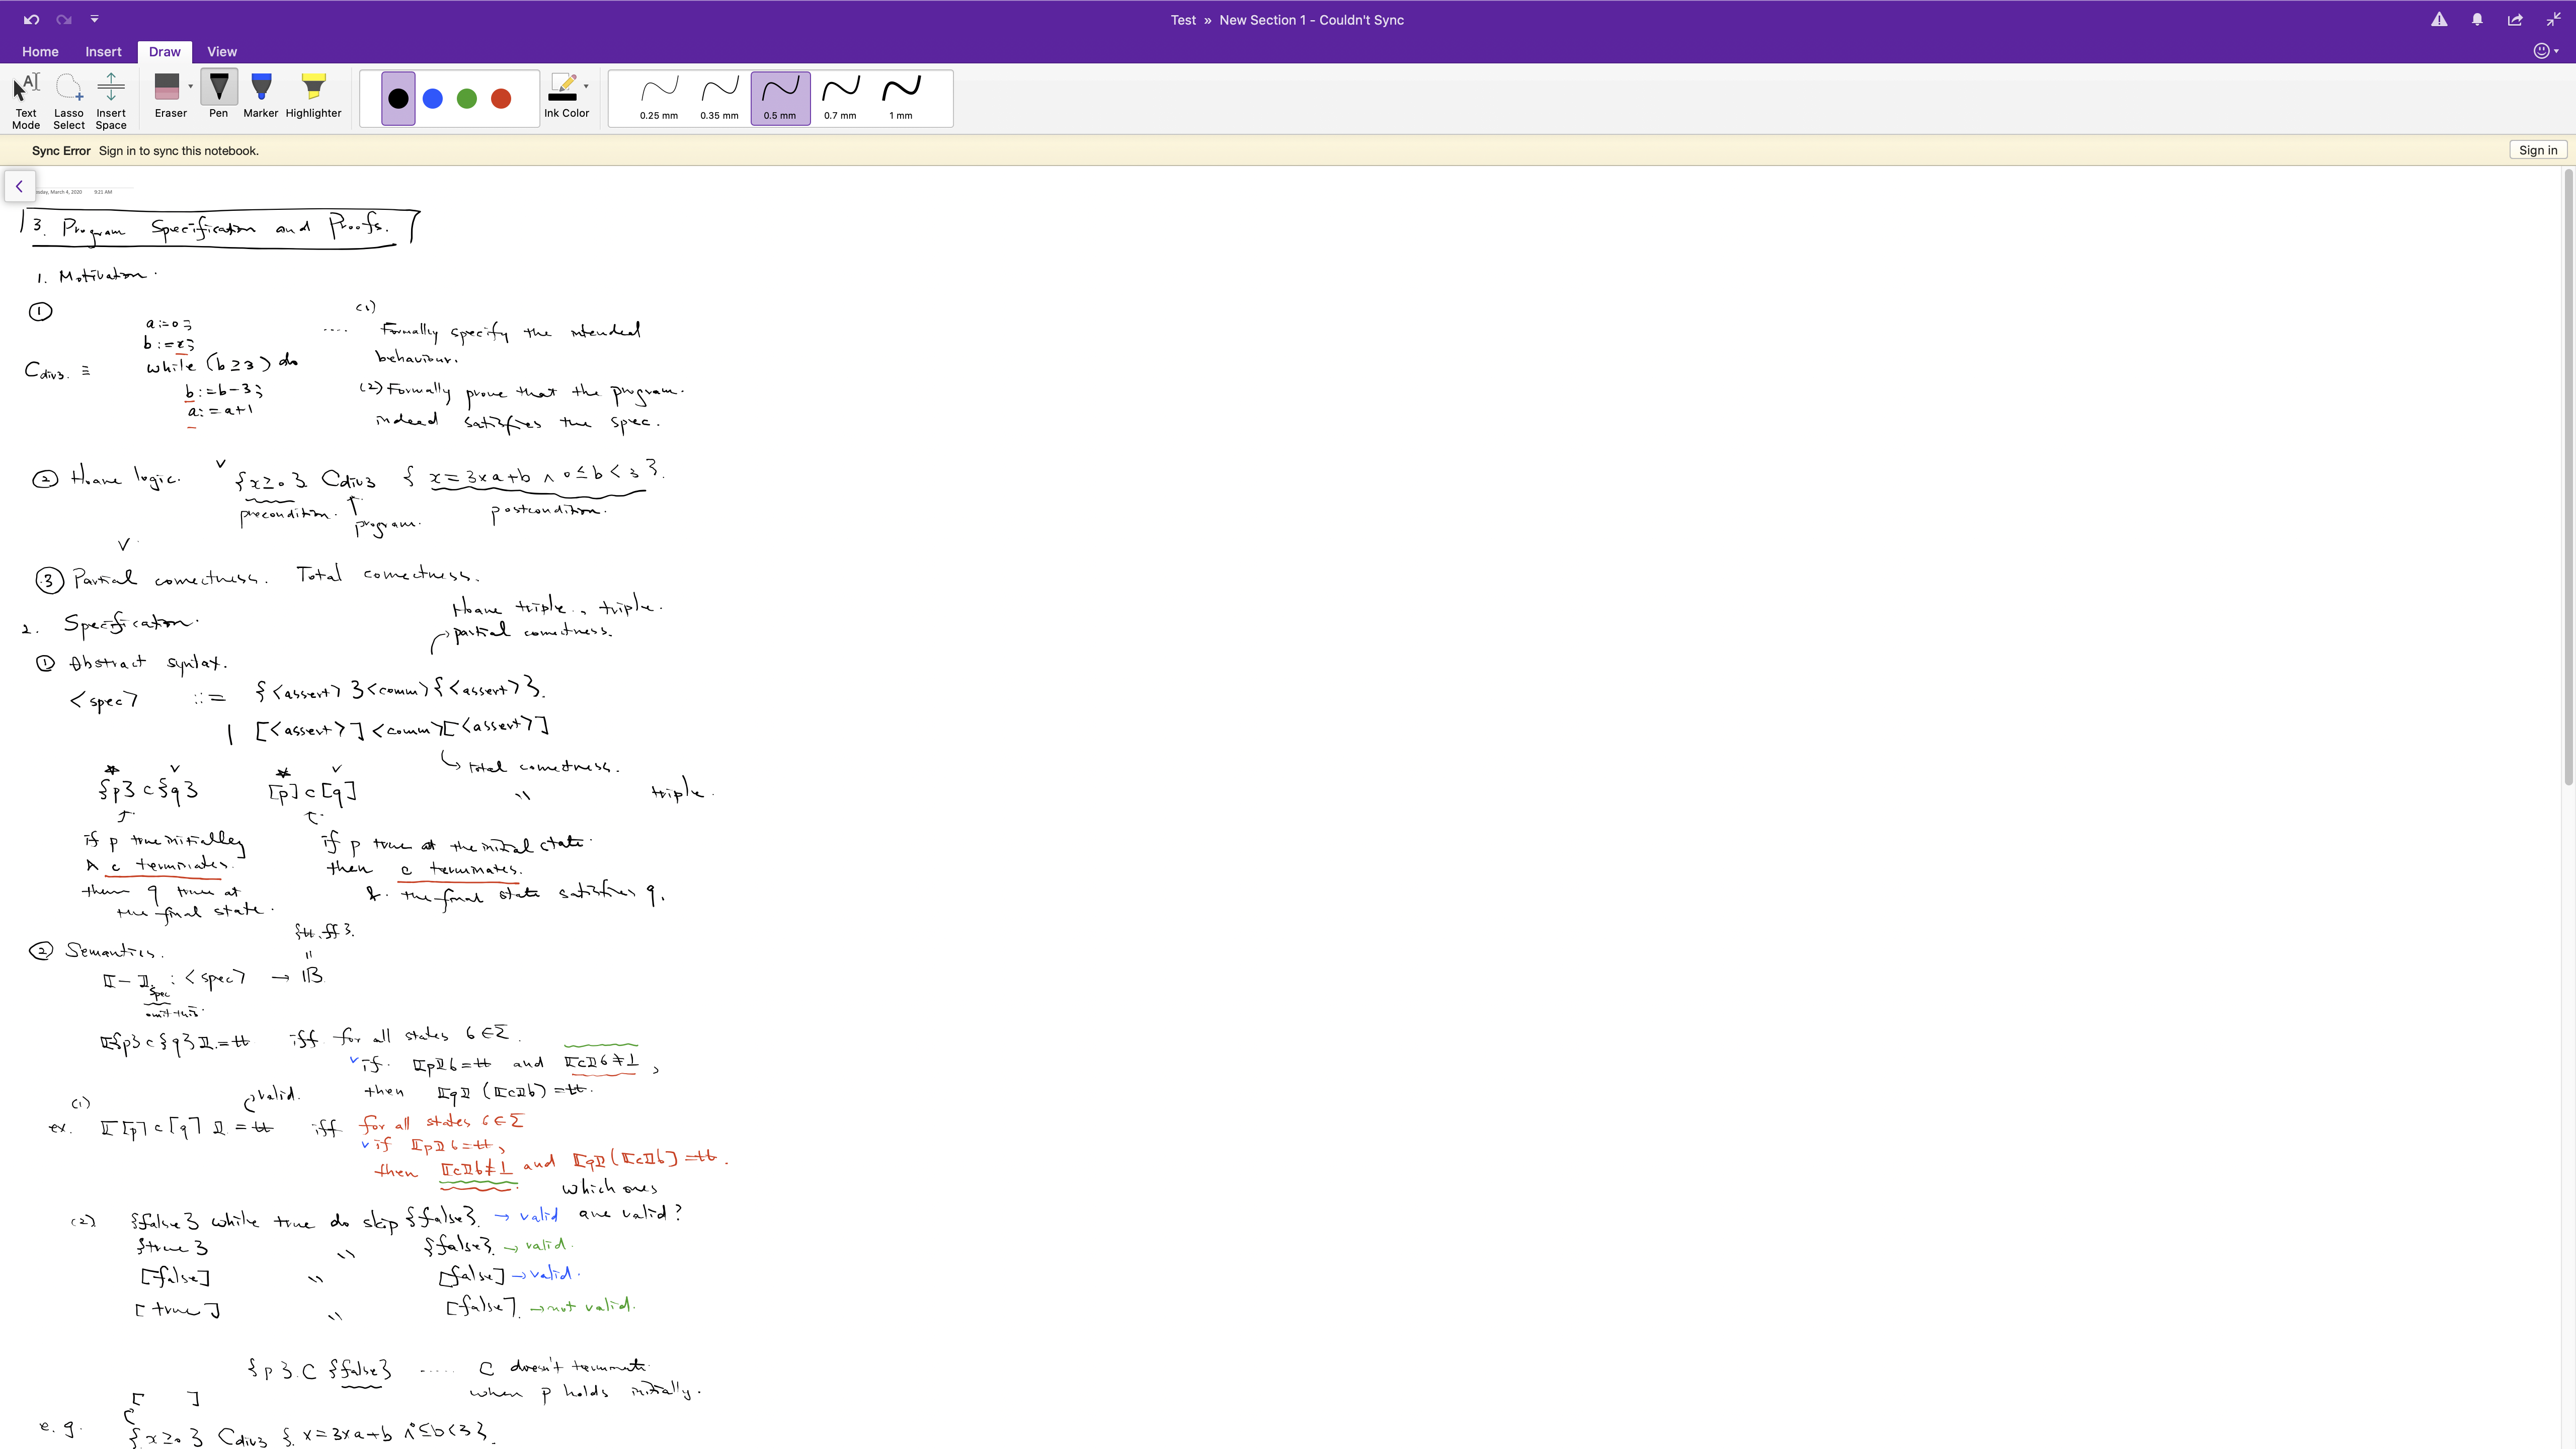 Test » New Section 1 - Couldn't Sync
Home Insert Draw View
Text Mode Lasso Select Insert Space Eraser Pen Marker Highlighter Ink Color 0.25 mm 0.35 mm 0.5 mm 0.7 mm 1 mm
Sync Error Sign in to sync this notebook. Sign in
March 4, 2020 9:21 AM
3. Program Specification and Proofs.
1. Motivation.
①
a:=0;
b:=x;
Cdiv3. ≡ while (b≥3) do
b:=b-3;
a:=a+1
(1)
.... Formally specify the intended
behaviour.
(2) Formally prove that the program.
indeed satisfies the spec.
② Hoare logic. {x≥0} Cdiv3 { x=3×a+b ∧ 0≤b<3 }.
precondition. ↑ program. postcondition.
③ Partial correctness. Total correctness.
Hoare triple., triple.
2. Specification. partial correctness.
① Abstract syntax.
<spec> ::= {<assert>}<comm>{<assert>}.
| [<assert>]<comm>[<assert>]
↳ total correctness.
{p}c{q} [p]c[q] " triple.
if p true initially
& c terminates.
then q true at
the final state.
if p true at the initial state.
then c terminates.
&. the final state satisfies q.
② Semantics.
{tt,ff}.
=
⟦-⟧spec : <spec> → 𝔹
omit this.
⟦{p}c{q}⟧=tt iff for all states σ∈Σ.
if. ⟦p⟧σ=tt and ⟦c⟧σ≠⊥,
then ⟦q⟧(⟦c⟧σ)=tt.
(1) valid.
ex. ⟦[p]c[q]⟧=tt iff for all states σ∈Σ
if ⟦p⟧σ=tt,
then ⟦c⟧σ≠⊥ and ⟦q⟧(⟦c⟧σ)=tt.
which ones
(2) {false} while true do skip {false}. → valid are valid?
{true} " {false}. → valid.
[false] " [false] → valid.
[true] " [false]. → not valid.
{p}.C {false} ..... C doesn't terminate
when p holds initially.
[ ]
e.g. {x≥0} Cdiv3 {. x=3×a+b ∧ 0≤b<3}.